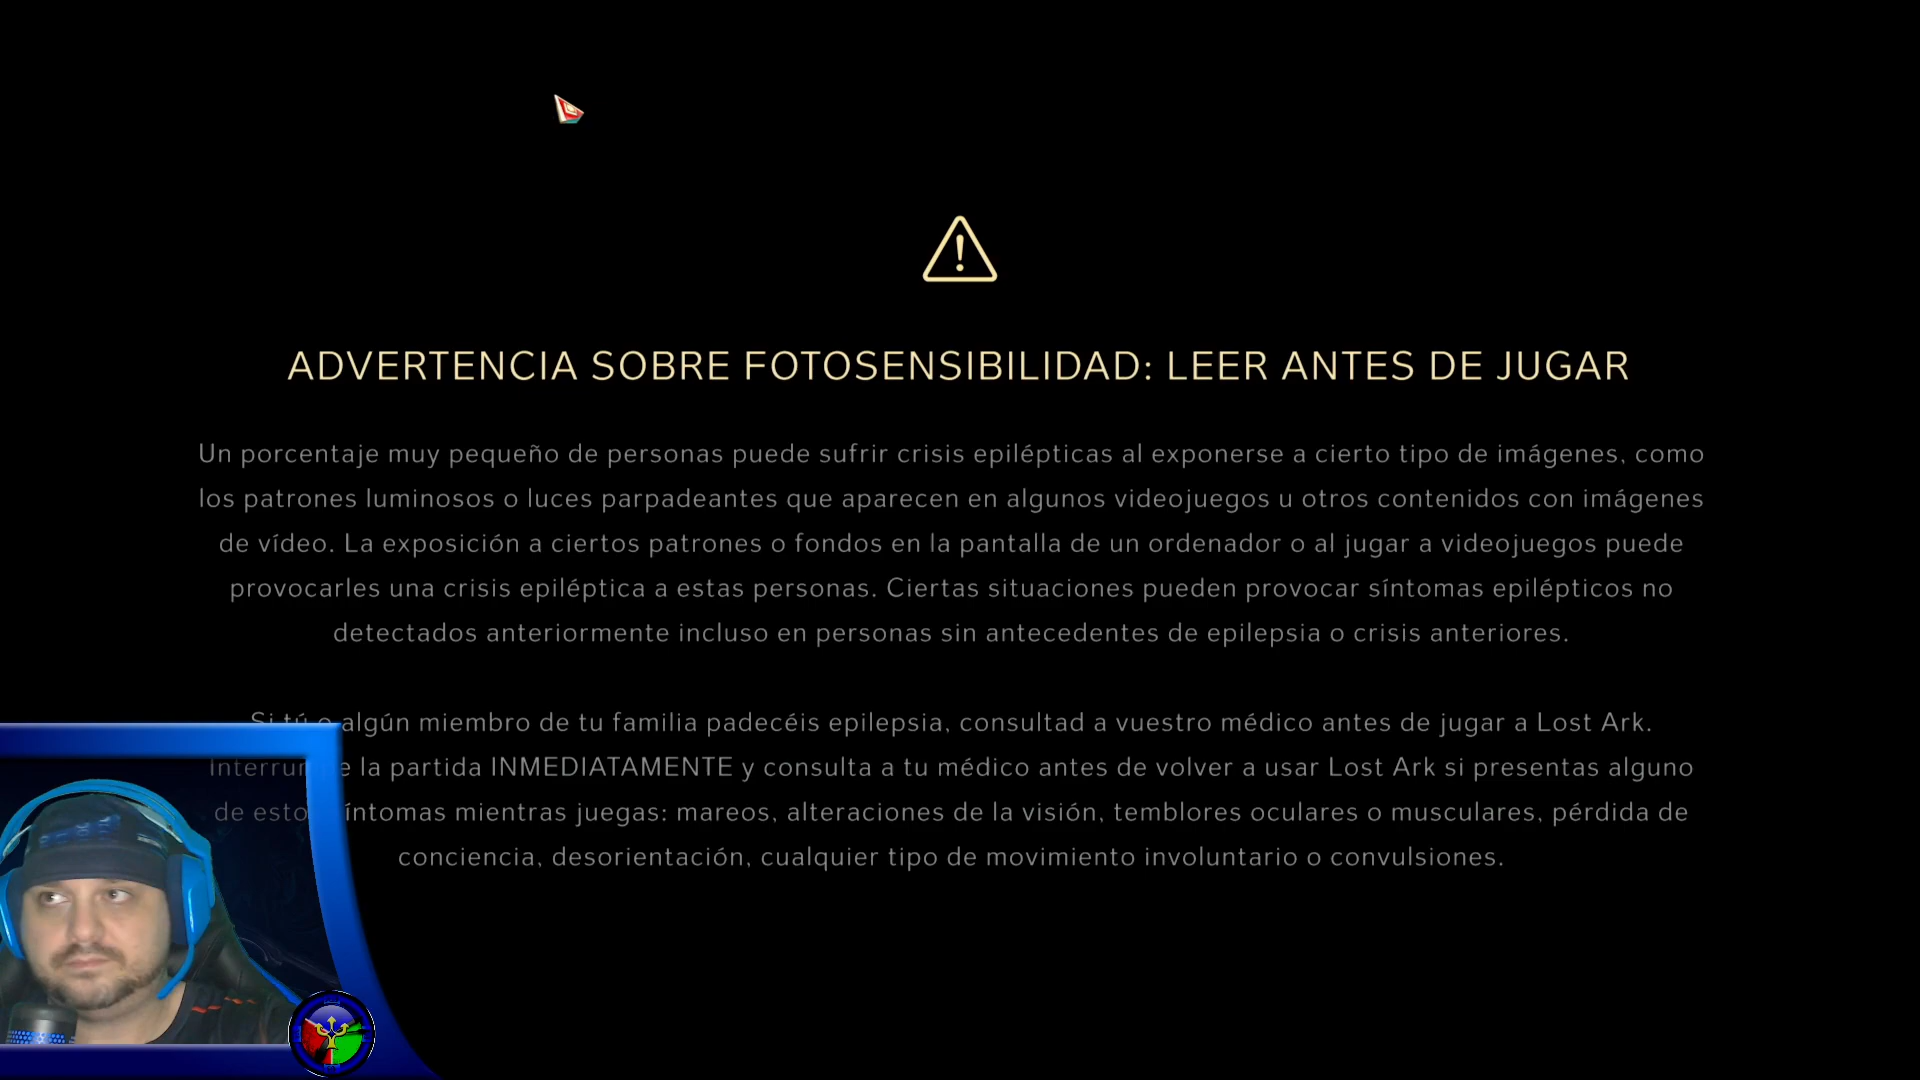 ADVERTENCIA SOBRE FOTOSENSIBILIDAD: LEER ANTES DE JUGAR
Un porcentaje muy pequeño de personas puede sufrir crisis epilépticas al exponerse a cierto tipo de imágenes, como
los patrones luminosos o luces parpadeantes que aparecen en algunos videojuegos u otros contenidos con imágenes
de vídeo. La exposición a ciertos patrones o fondos en la pantalla de un ordenador o al jugar a videojuegos puede
provocarles una crisis epiléptica a estas personas. Ciertas situaciones pueden provocar síntomas epilépticos no
detectados anteriormente incluso en personas sin antecedentes de epilepsia o crisis anteriores.
Si tú o algún miembro de tu familia padecéis epilepsia, consultad a vuestro médico antes de jugar a Lost Ark.
la partida INMEDIATAMENTE y consulta a tu médico antes de volver a usar Lost Ark si presentas alguno
de mientras juegas: mareos, alteraciones de la visión, temblores oculares o musculares, pérdida de
conciencia, desorientación, cualquier tipo de movimiento involuntario o convulsiones.